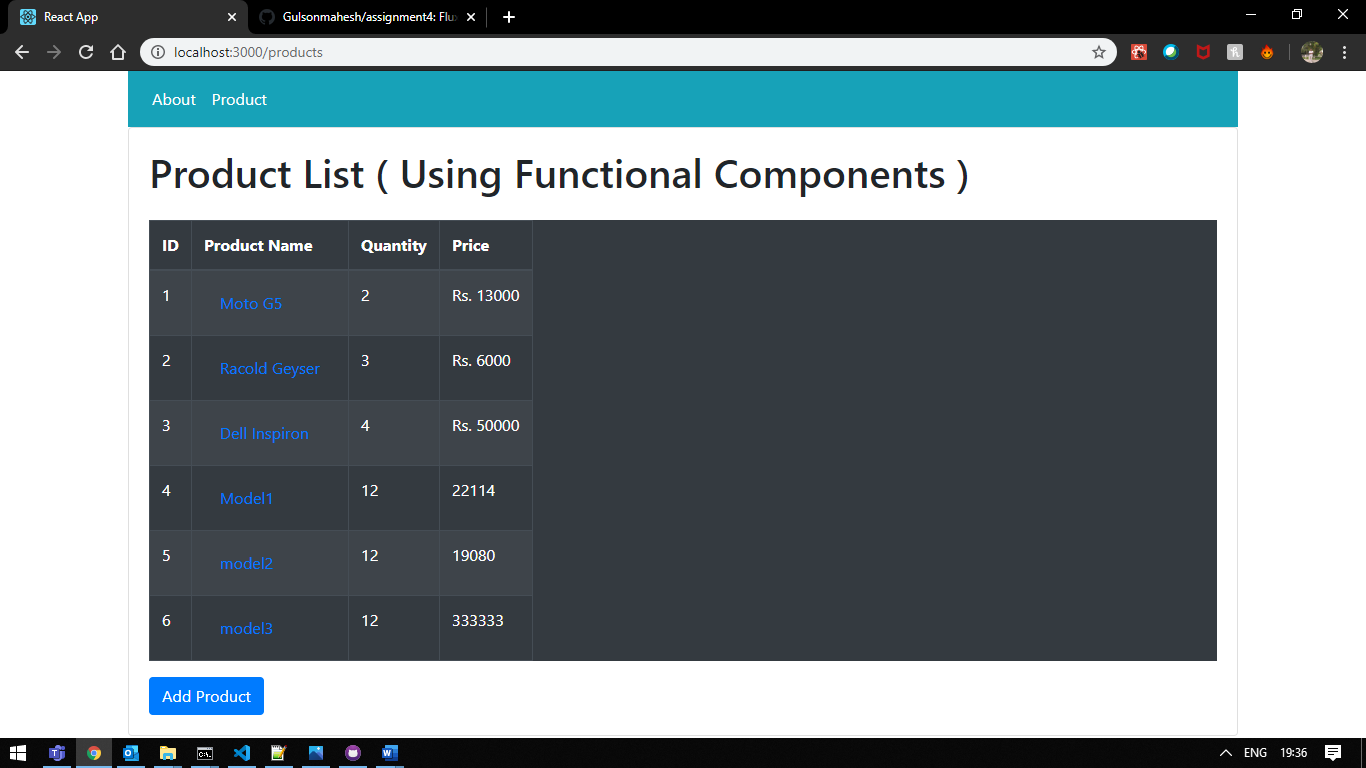 React App
Gulsonmahesh/assignment4: Flu
localhost:3000/products
About Product
Product List ( Using Functional Components )
ID Product Name Quantity Price
1 Moto G5 2 Rs. 13000
2 Racold Geyser 3 Rs. 6000
3 Dell Inspiron 4 Rs. 50000
4 Model1 12 22114
5 model2 12 19080
6 model3 12 333333
Add Product
ENG 19:36